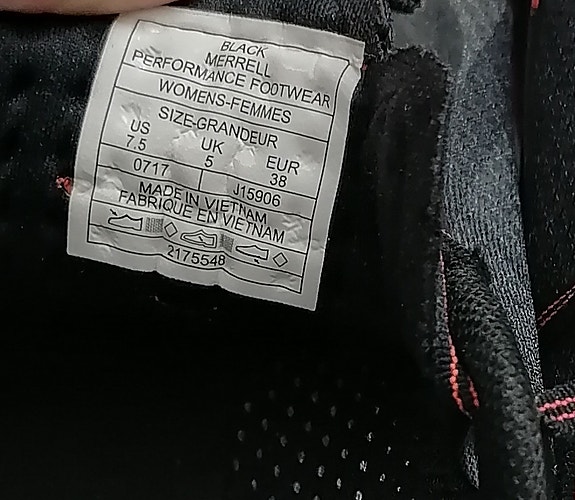 BLACK
MERRELL
PERFORMANCE FOOTWEAR
WOMENS-FEMMES
SIZE-GRANDEUR
US UK EUR
7.5 5 38
0717 J15906
MADE IN VIETNAM
FABRIQUE EN VIETNAM
2175548